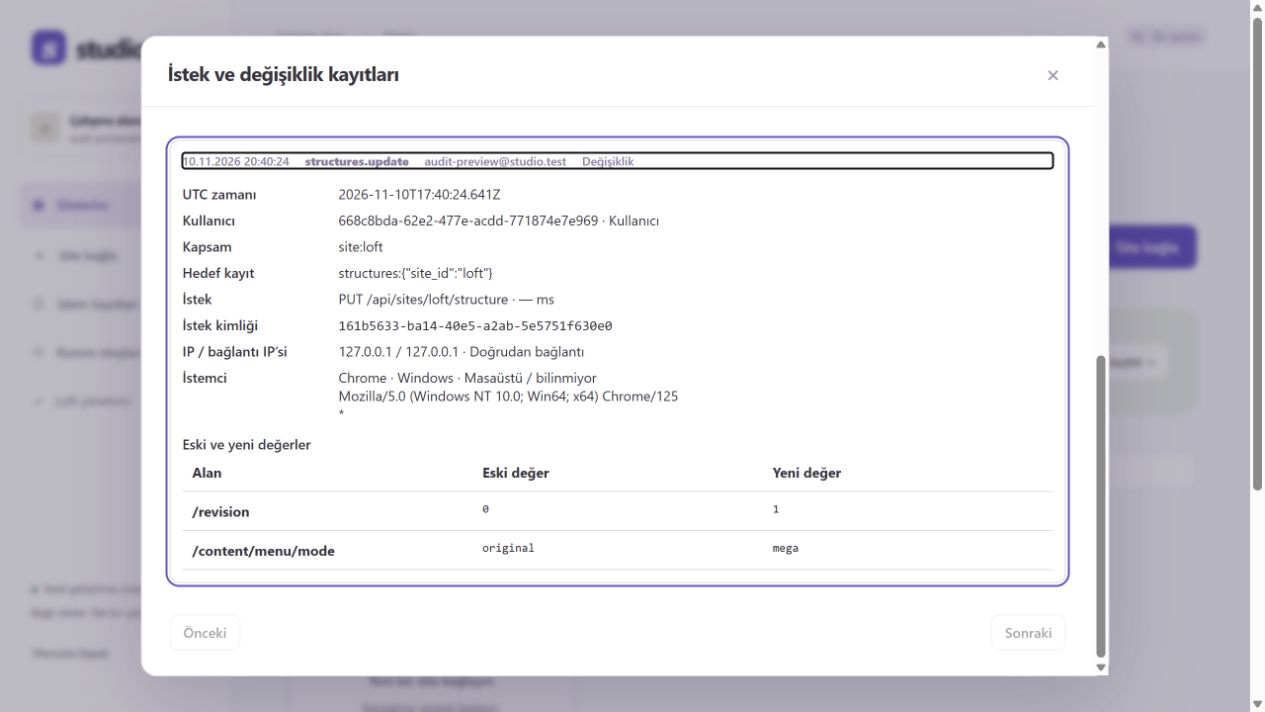 studio
İstek ve değişiklik kayıtları
×
10.11.2026 20:40:24 structures.update audit-preview@studio.test Değişiklik
UTC zamanı 2026-11-10T17:40:24.641Z
Kullanıcı 668c8bda-62e2-477e-acdd-771874e7e969 · Kullanıcı
Kapsam site:loft
Hedef kayıt structures:{"site_id":"loft"}
İstek PUT /api/sites/loft/structure · — ms
İstek kimliği 161b5633-ba14-40e5-a2ab-5e5751f630e0
IP / bağlantı IP'si 127.0.0.1 / 127.0.0.1 · Doğrudan bağlantı
İstemci Chrome · Windows · Masaüstü / bilinmiyor
Mozilla/5.0 (Windows NT 10.0; Win64; x64) Chrome/125
*
Eski ve yeni değerler
Alan Eski değer Yeni değer
/revision 0 1
/content/menu/mode original mega
Önceki Sonraki
Site bağla